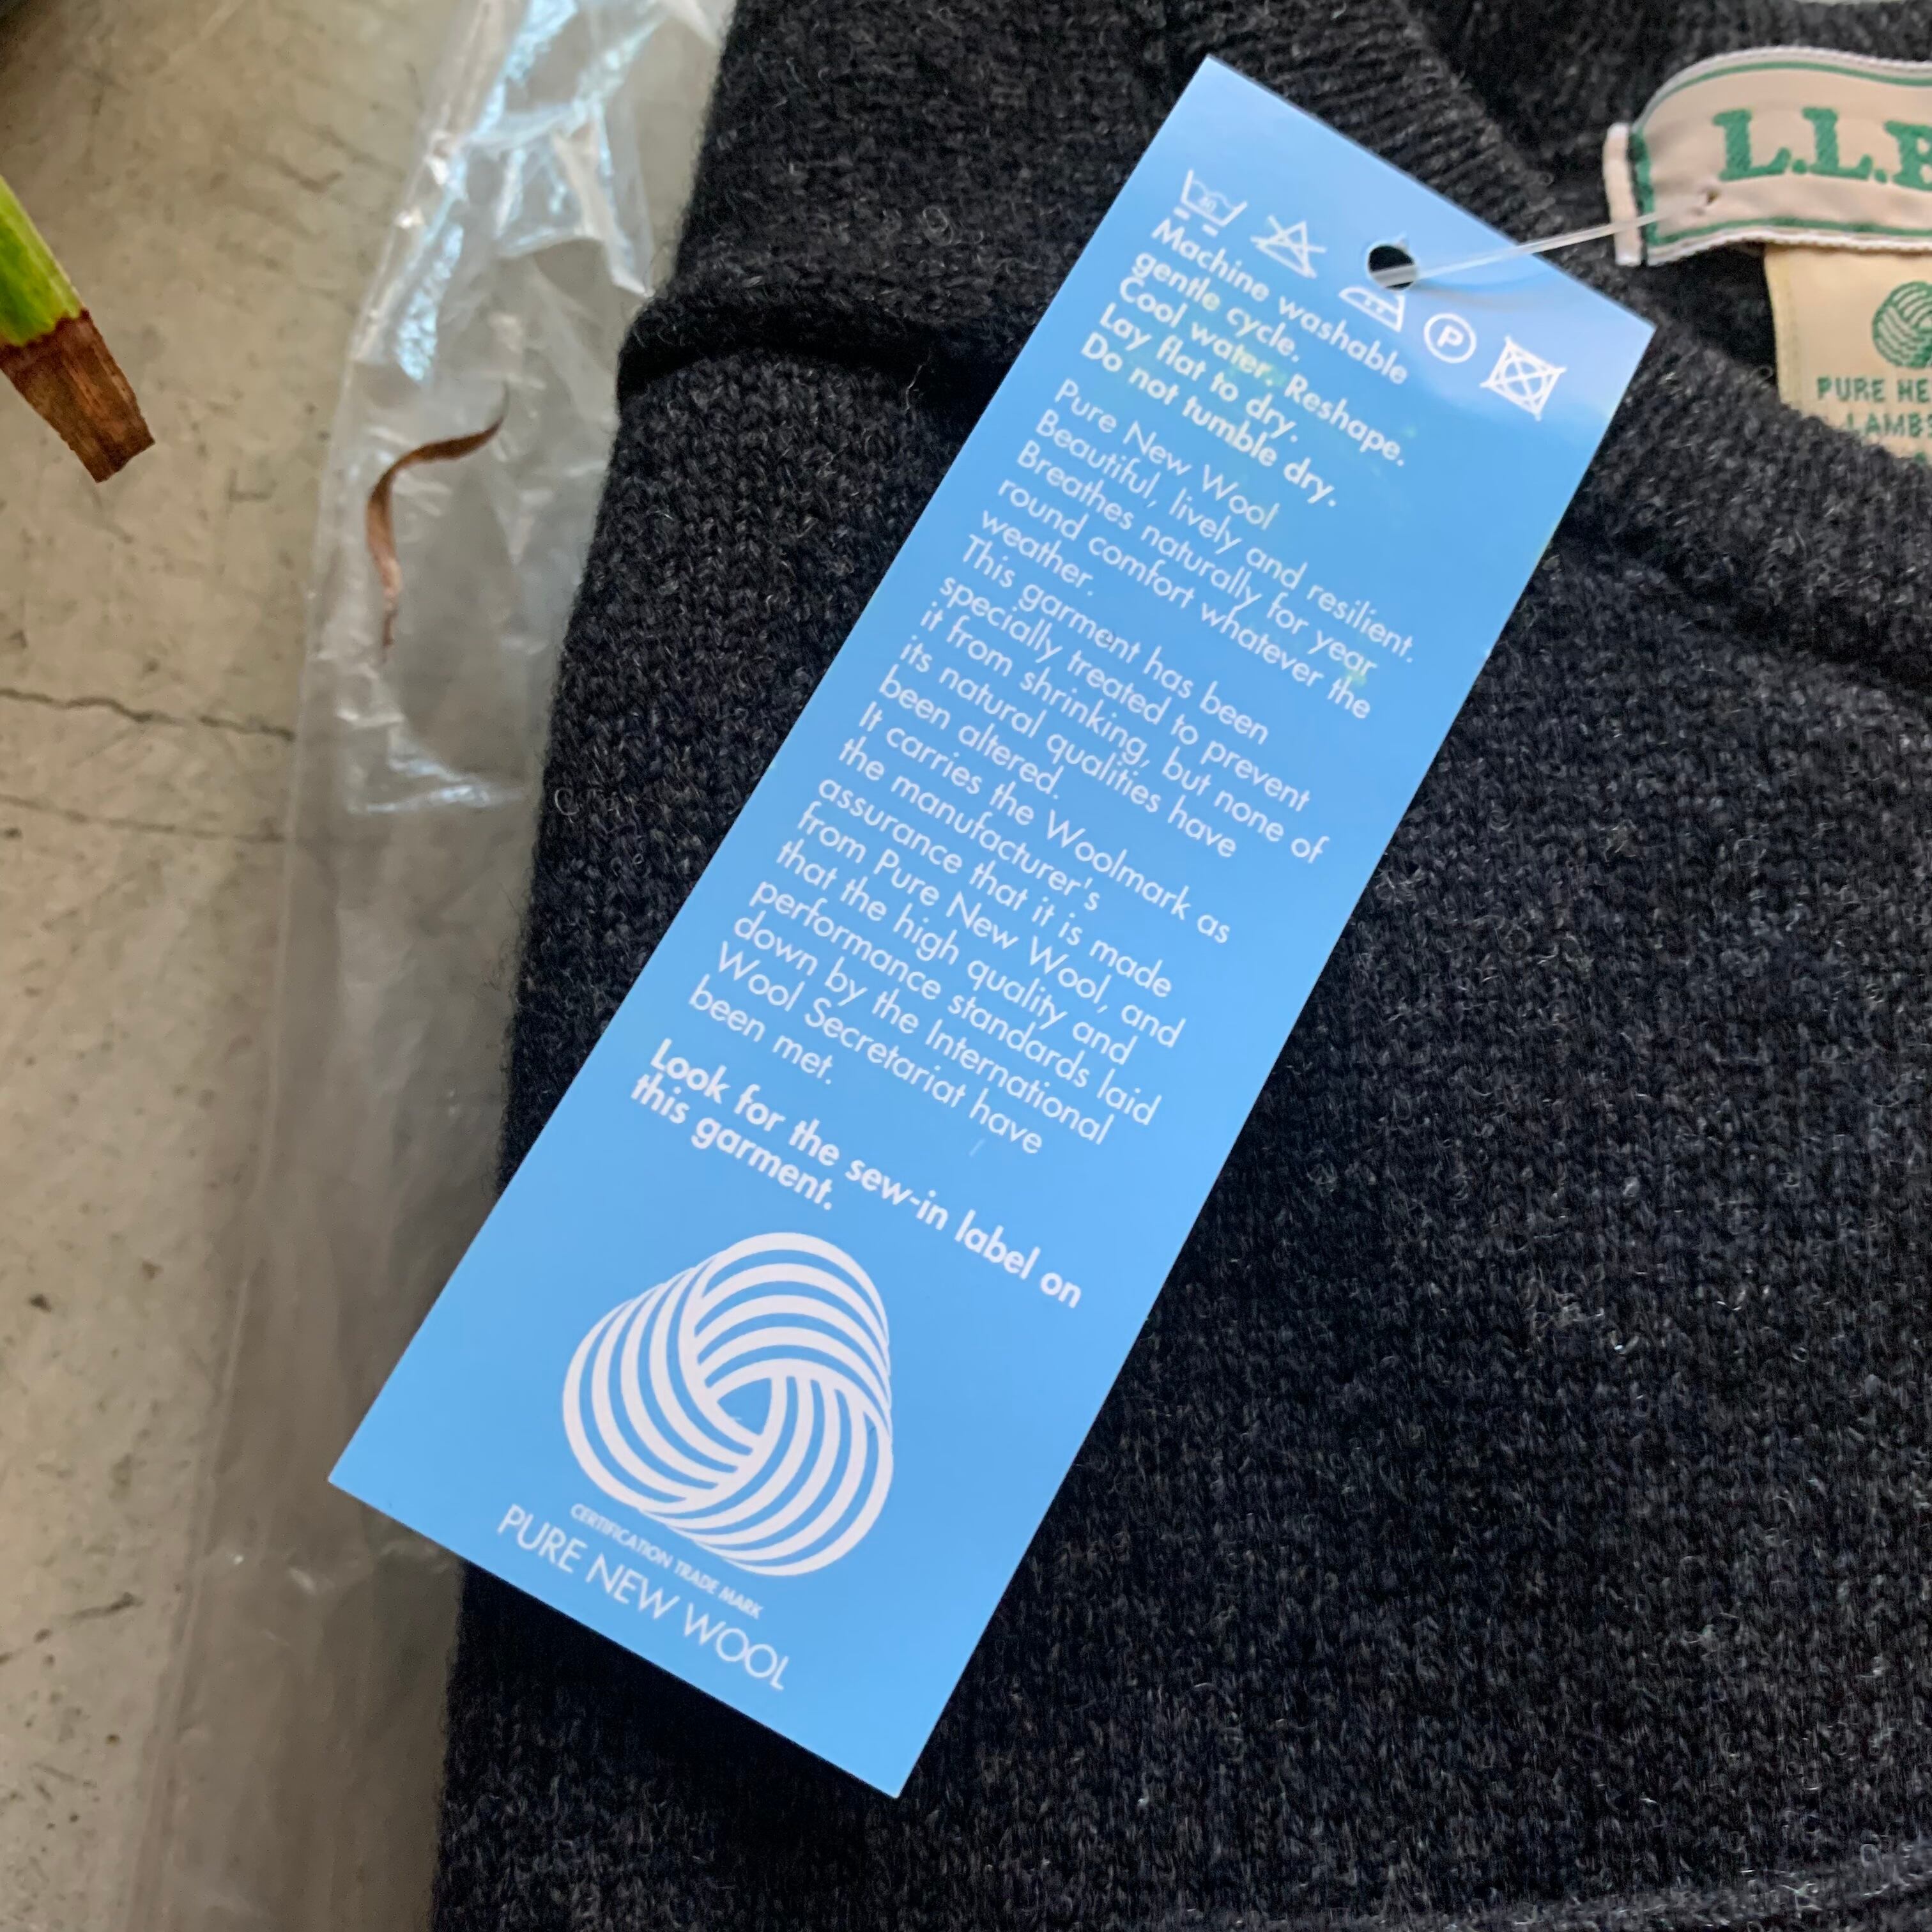 Machine washable
gentle cycle.
Cool water. Reshape.
Lay flat to dry.
Do not tumble dry.
Pure New Wool
Beautiful, lively and resilient.
Breathes naturally for year
round comfort whatever the
weather.
This garment has been
specially treated to prevent
it from shrinking, but none of
its natural qualities have
been altered.
It carries the Woolmark as
the manufacturer's
assurance that it is made
from Pure New Wool, and
that the high quality and
performance standards laid
down by the International
Wool Secretariat have
been met.
Look for the sew-in label on
this garment.
CERTIFICATION TRADE MARK
PURE NEW WOOL
P
L.L.B
PURE HE
LAMBS